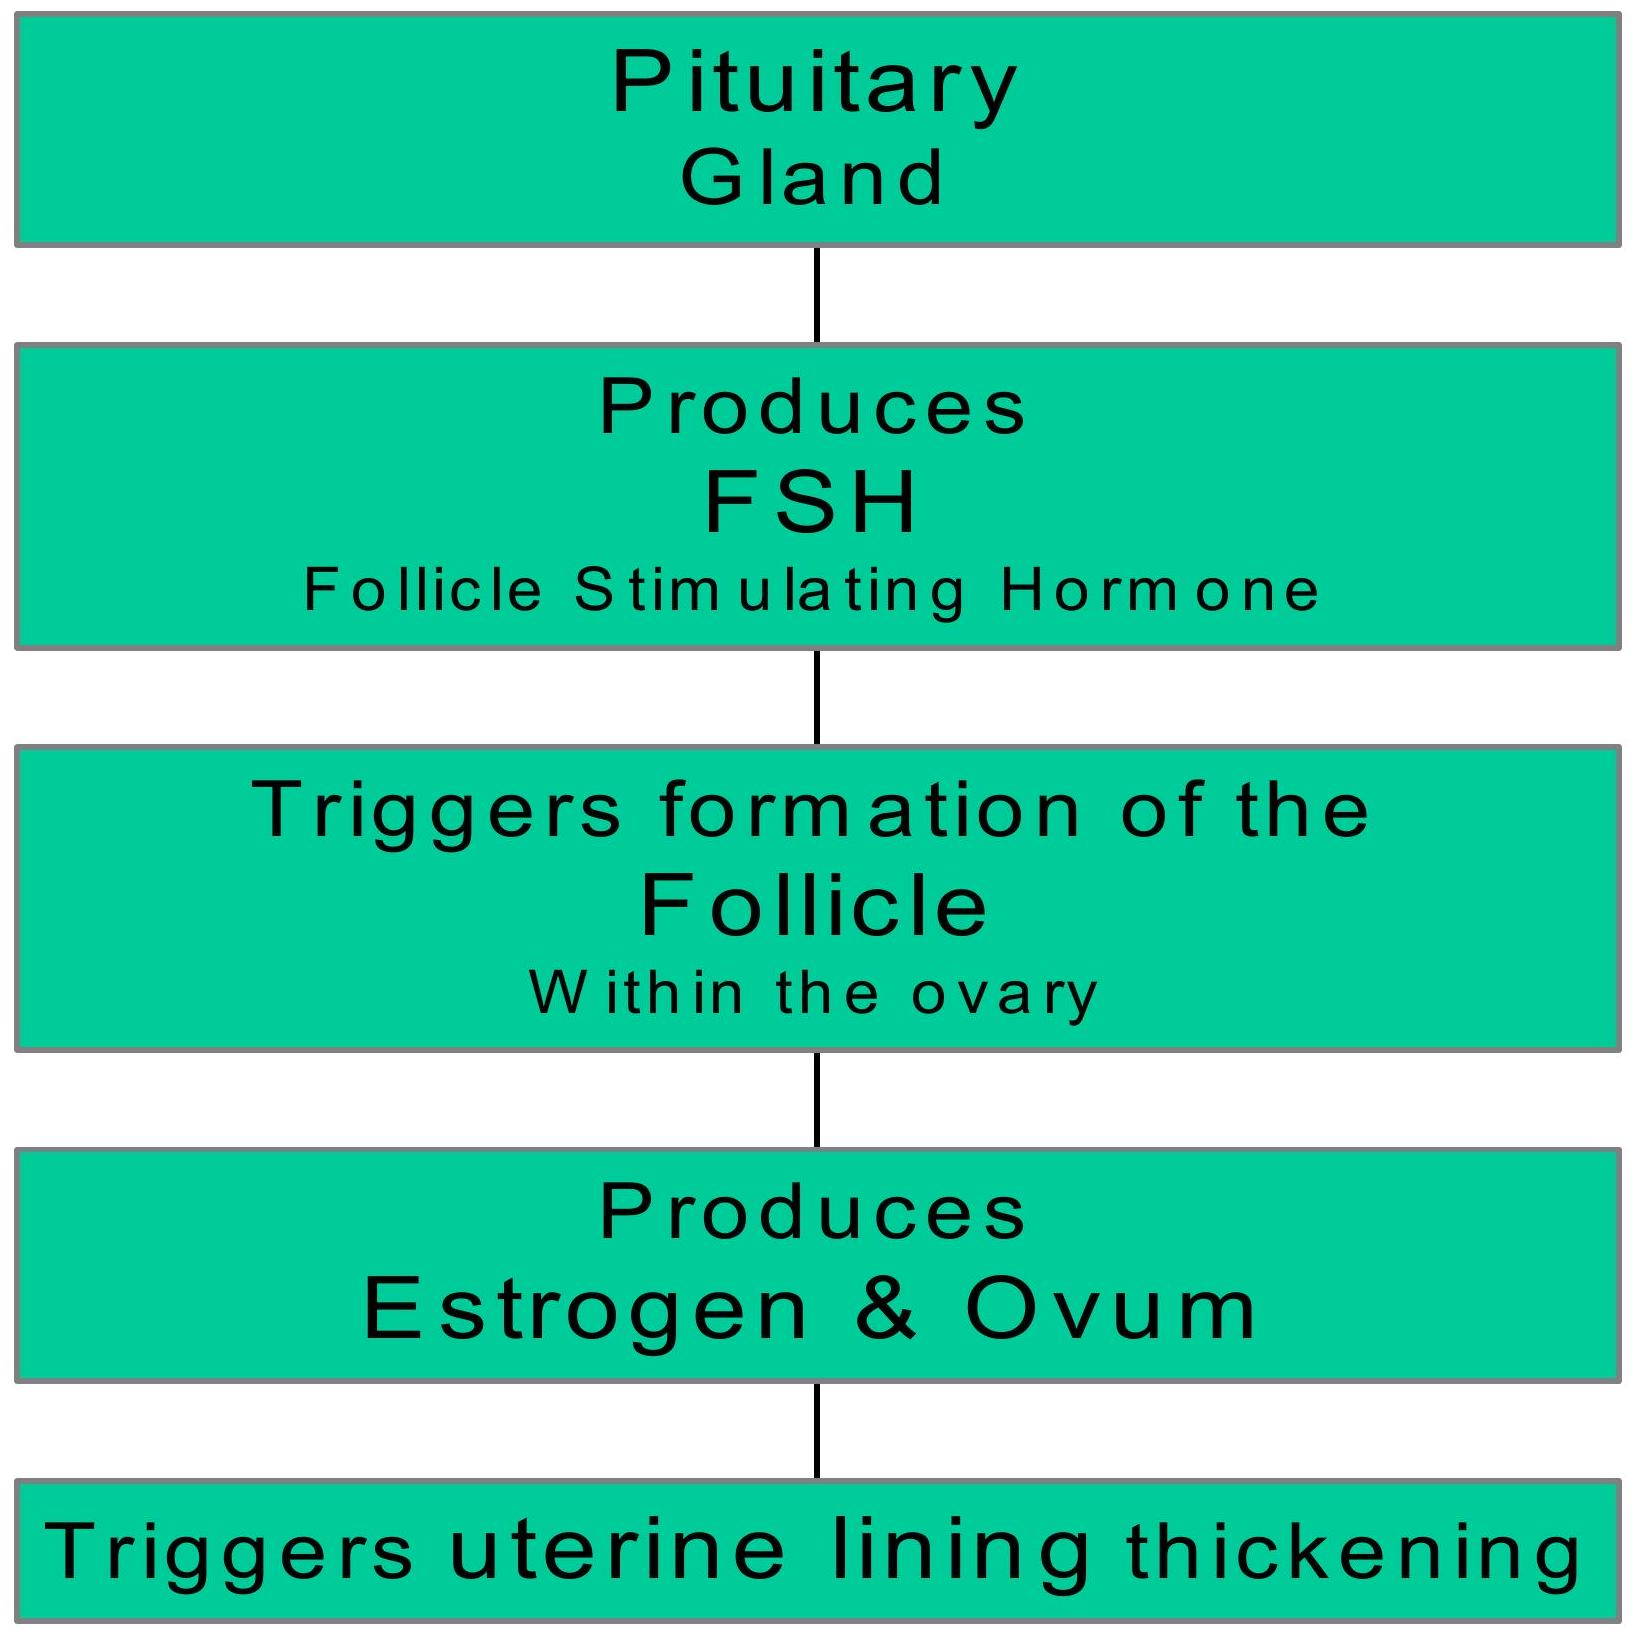 Pituitary
Gland
Produces
FSH
Follicle Stimulating Hormone
Triggers formation of the
Follicle
Within the ovary
Produces
Estrogen & Ovum
Triggers uterine lining thickening